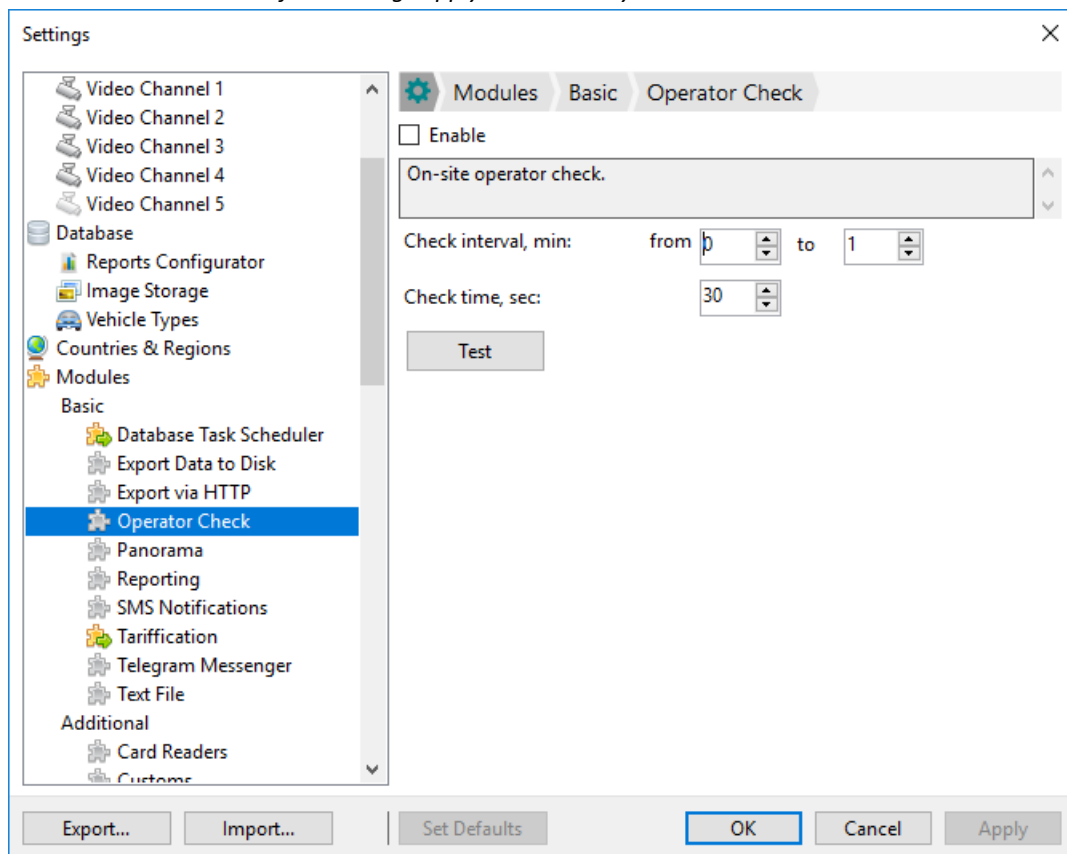 Settings
Video Channel 1
Video Channel 2
Video Channel 3
Video Channel 4
Video Channel 5
Database
Reports Configurator
Image Storage
Vehicle Types
Countries & Regions
Modules
Basic
Database Task Scheduler
Export Data to Disk
Export via HTTP
Operator Check
Panorama
Reporting
SMS Notifications
Tariffication
Telegram Messenger
Text File
Additional
Card Readers
Customs
Modules Basic Operator Check
Enable
On-site operator check.
Check interval, min: from 0 to 1
Check time, sec: 30
Test
Export... Import... Set Defaults OK Cancel Apply